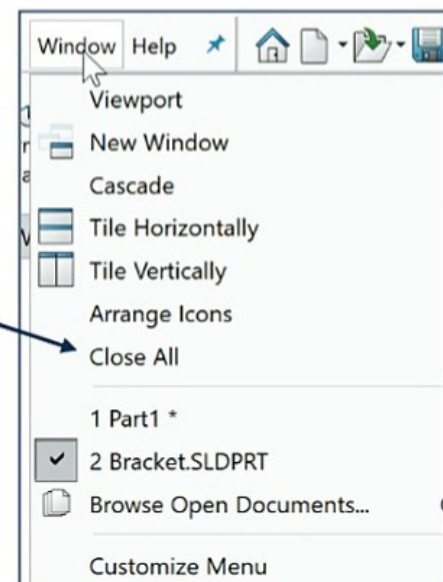 Window Help
Viewport
New Window
Cascade
Tile Horizontally
Tile Vertically
Arrange Icons
Close All
1 Part1 *
2 Bracket.SLDPRT
Browse Open Documents...
Customize Menu